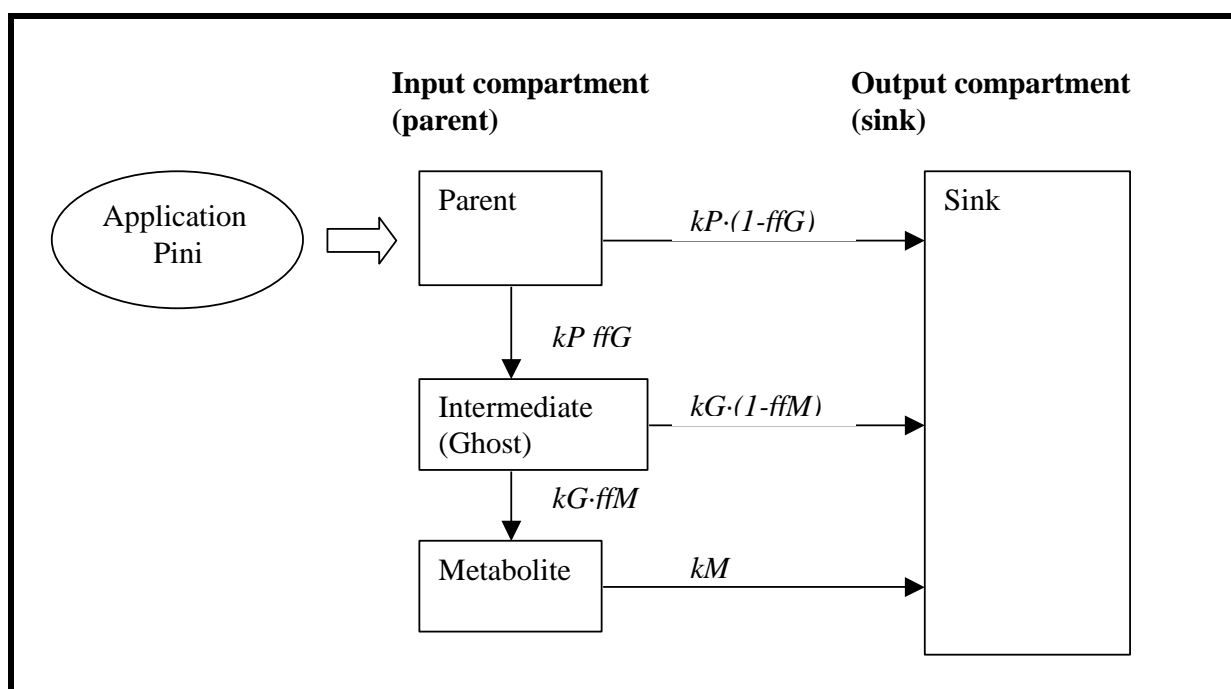 Input compartment
(parent)
Output compartment
(sink)
Application
Pini
Parent
kP·(1-ffG)
Sink
kP ffG
Intermediate
(Ghost)
kG·(1-ffM)
kG·ffM
Metabolite
kM